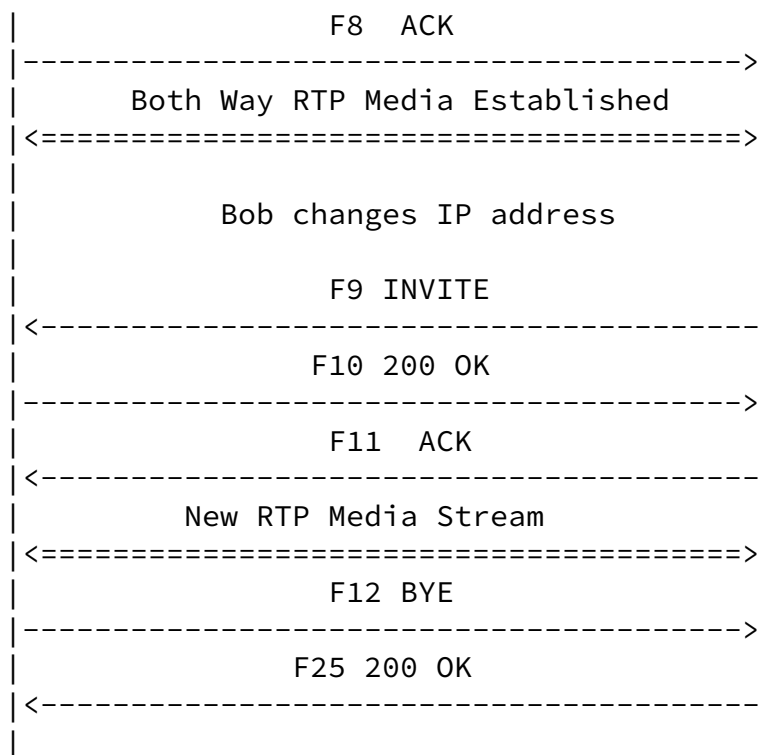 |                 F8  ACK
|---------------------------------------->
|      Both Way RTP Media Established
|<=======================================>
|
|           Bob changes IP address
|
|                 F9 INVITE
|<----------------------------------------
|                F10 200 OK
|---------------------------------------->
|                 F11  ACK
|<----------------------------------------
|         New RTP Media Stream
|<=======================================>
|                 F12 BYE
|---------------------------------------->
|               F25 200 OK
|<----------------------------------------
|